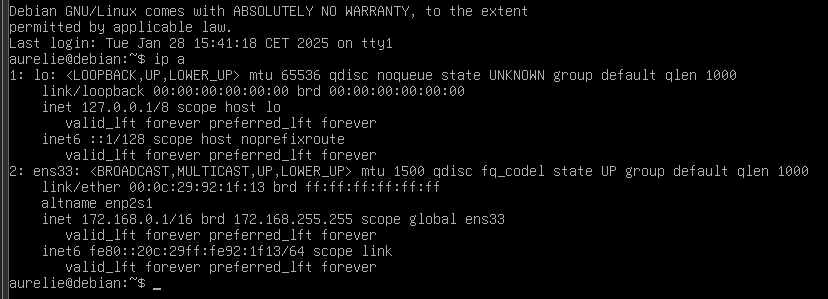 Debian GNU/Linux comes with ABSOLUTELY NO WARRANTY, to the extent
permitted by applicable law.
Last login: Tue Jan 28 15:41:18 CET 2025 on tty1
aurelie@debian:~$ ip a
1: lo: <LOOPBACK,UP,LOWER_UP> mtu 65536 qdisc noqueue state UNKNOWN group default qlen 1000
    link/loopback 00:00:00:00:00:00 brd 00:00:00:00:00:00
    inet 127.0.0.1/8 scope host lo
       valid_lft forever preferred_lft forever
    inet6 ::1/128 scope host noprefixroute
       valid_lft forever preferred_lft forever
2: ens33: <BROADCAST,MULTICAST,UP,LOWER_UP> mtu 1500 qdisc fq_codel state UP group default qlen 1000
    link/ether 00:0c:29:92:1f:13 brd ff:ff:ff:ff:ff:ff
    altname enp2s1
    inet 172.168.0.1/16 brd 172.168.255.255 scope global ens33
       valid_lft forever preferred_lft forever
    inet6 fe80::20c:29ff:fe92:1f13/64 scope link
       valid_lft forever preferred_lft forever
aurelie@debian:~$ _